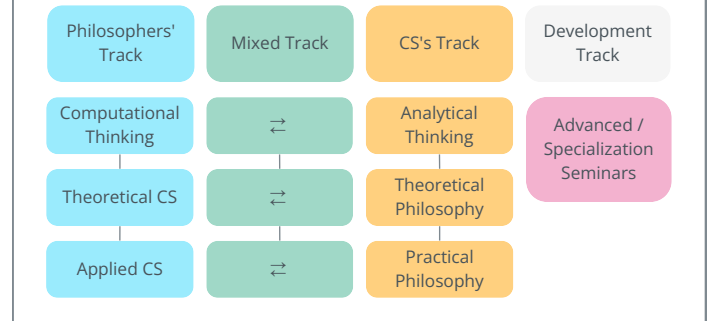 Philosophers'
Track
Mixed Track
CS's Track
Development
Track
Computational
Thinking
⇄
Analytical
Thinking
Advanced /
Specialization
Seminars
Theoretical CS
⇄
Theoretical
Philosophy
Applied CS
⇄
Practical
Philosophy